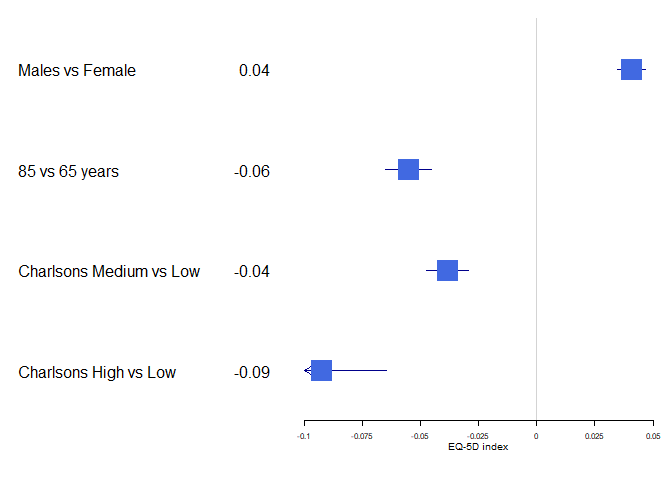 Males vs Female 0.04
85 vs 65 years -0.06
Charlsons Medium vs Low -0.04
Charlsons High vs Low -0.09
-0.1 -0.075 -0.05 -0.025 0 0.025 0.05
EQ-5D index